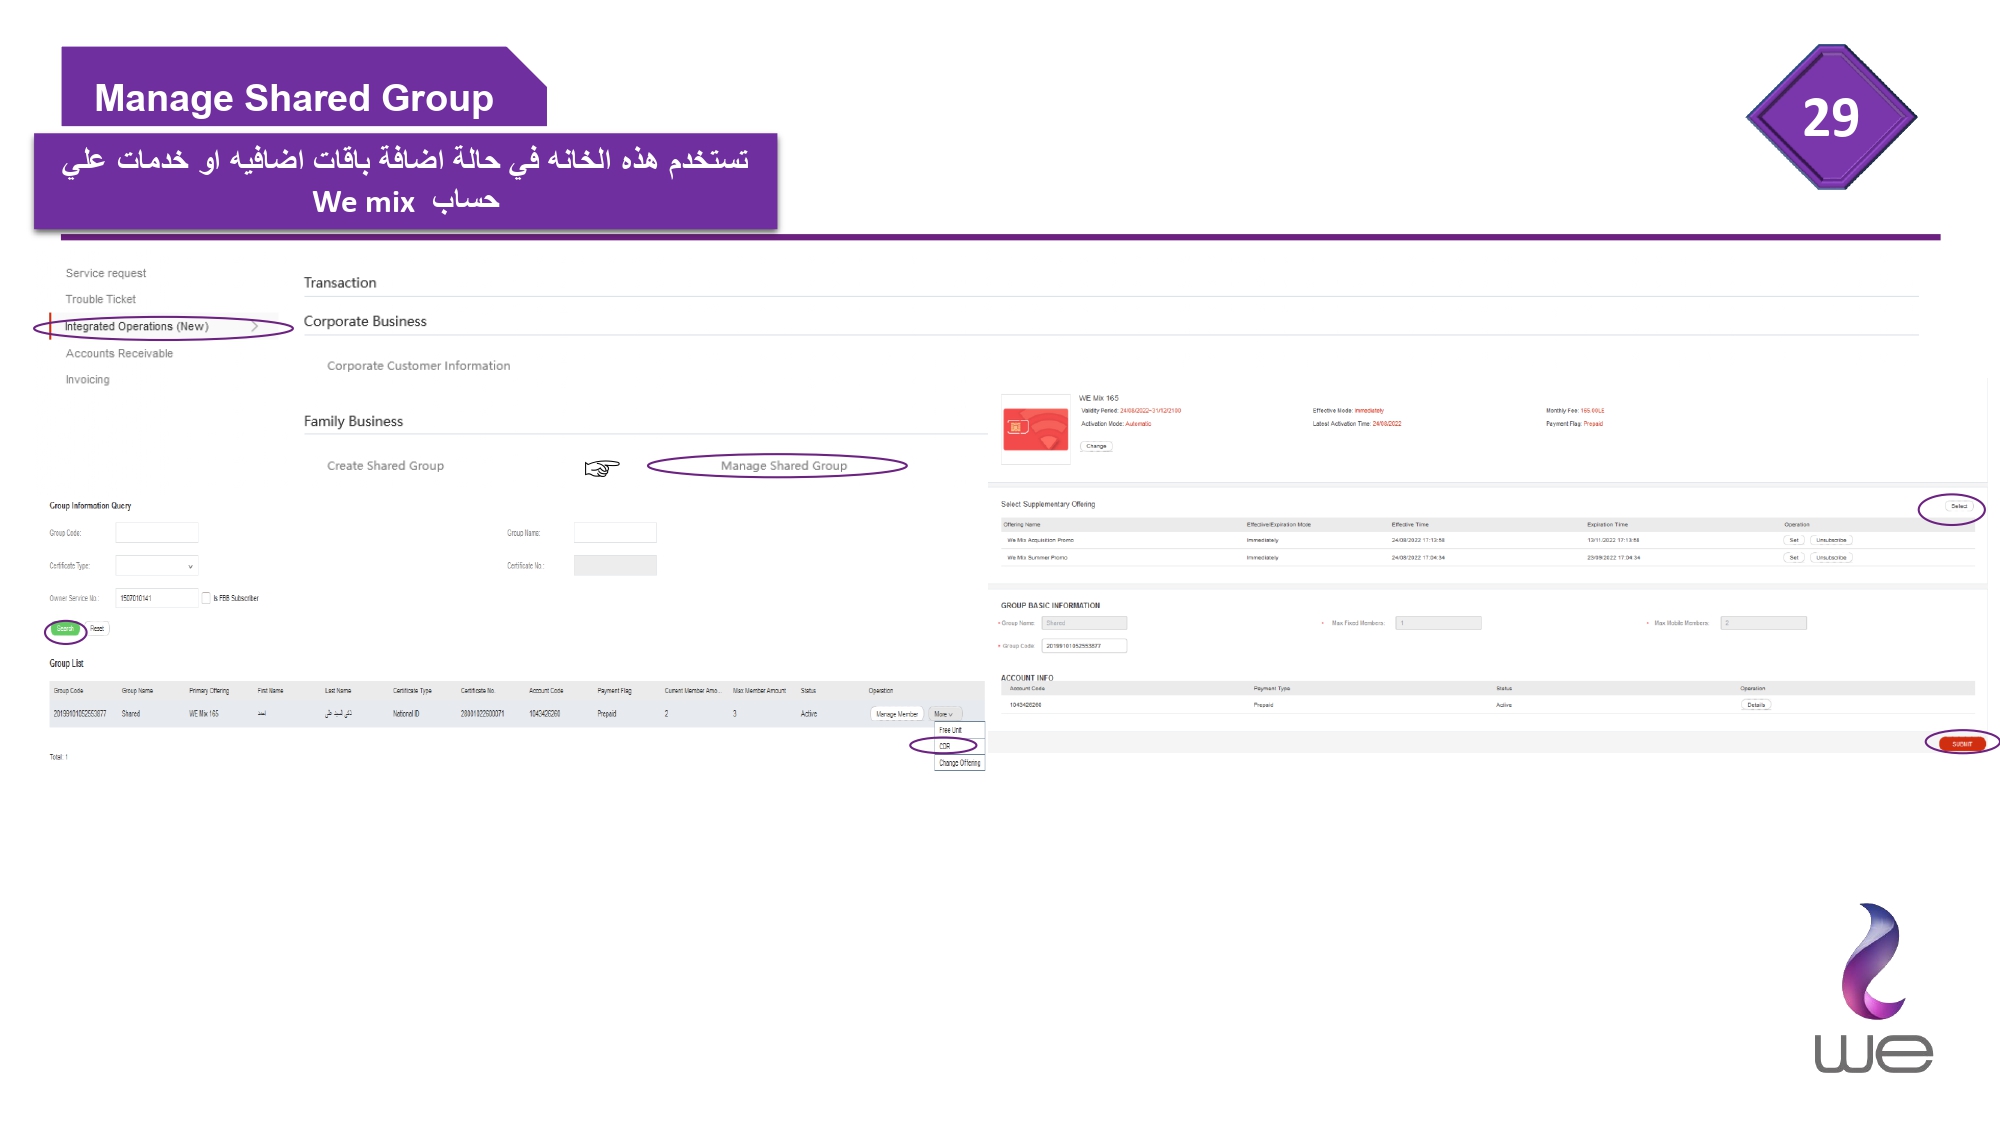 Manage Shared Group
29
تستخدم هذه الخانه في حالة اضافة باقات اضافيه او خدمات علي
حساب We mix
Service request
Trouble Ticket
Integrated Operations (New)
Accounts Receivable
Invoicing
Transaction
Corporate Business
Corporate Customer Information
Family Business
Create Shared Group
Manage Shared Group
Group Information Query
Group Code:
Group Name:
Certificate Type:
Certificate No.:
Owner Service No.: 1507010141 Is FBB Subscriber
Search Reset
Group List
Group Code Group Name Primary Offering First Name Last Name Certificate Type Certificate No. Account Code Payment Flag Current Member Amo... Max Member Amount Status Operation
20199101052553877 Shared WE Mix 165 احمد National ID 28001022600071 1043426260 Prepaid 2 3 Active Manage Member More
Free Unit
CDR
Change Offering
Total: 1
WE Mix 165
Validity Period: 24/08/2022~31/12/2100 Effective Mode: Immediately Monthly Fee: 165.00LE
Activation Mode: Automatic Latest Activation Time: 24/08/2022 Payment Flag: Prepaid
Change
Select Supplementary Offering
Select
Offering Name Effective/Expiration Mode Effective Time Expiration Time Operation
We Mix Acquisition Promo Immediately 24/08/2022 17:13:58 13/11/2022 17:13:58 Set Unsubscribe
We Mix Summer Promo Immediately 24/08/2022 17:04:34 23/09/2022 17:04:34 Set Unsubscribe
GROUP BASIC INFORMATION
Group Name Shared Max Fixed Members: 1 Max Mobile Members: 2
Group Code 20199101052553877
ACCOUNT INFO
Account Code Payment Type Status Operation
1043426260 Prepaid Active Details
SUBMIT
we